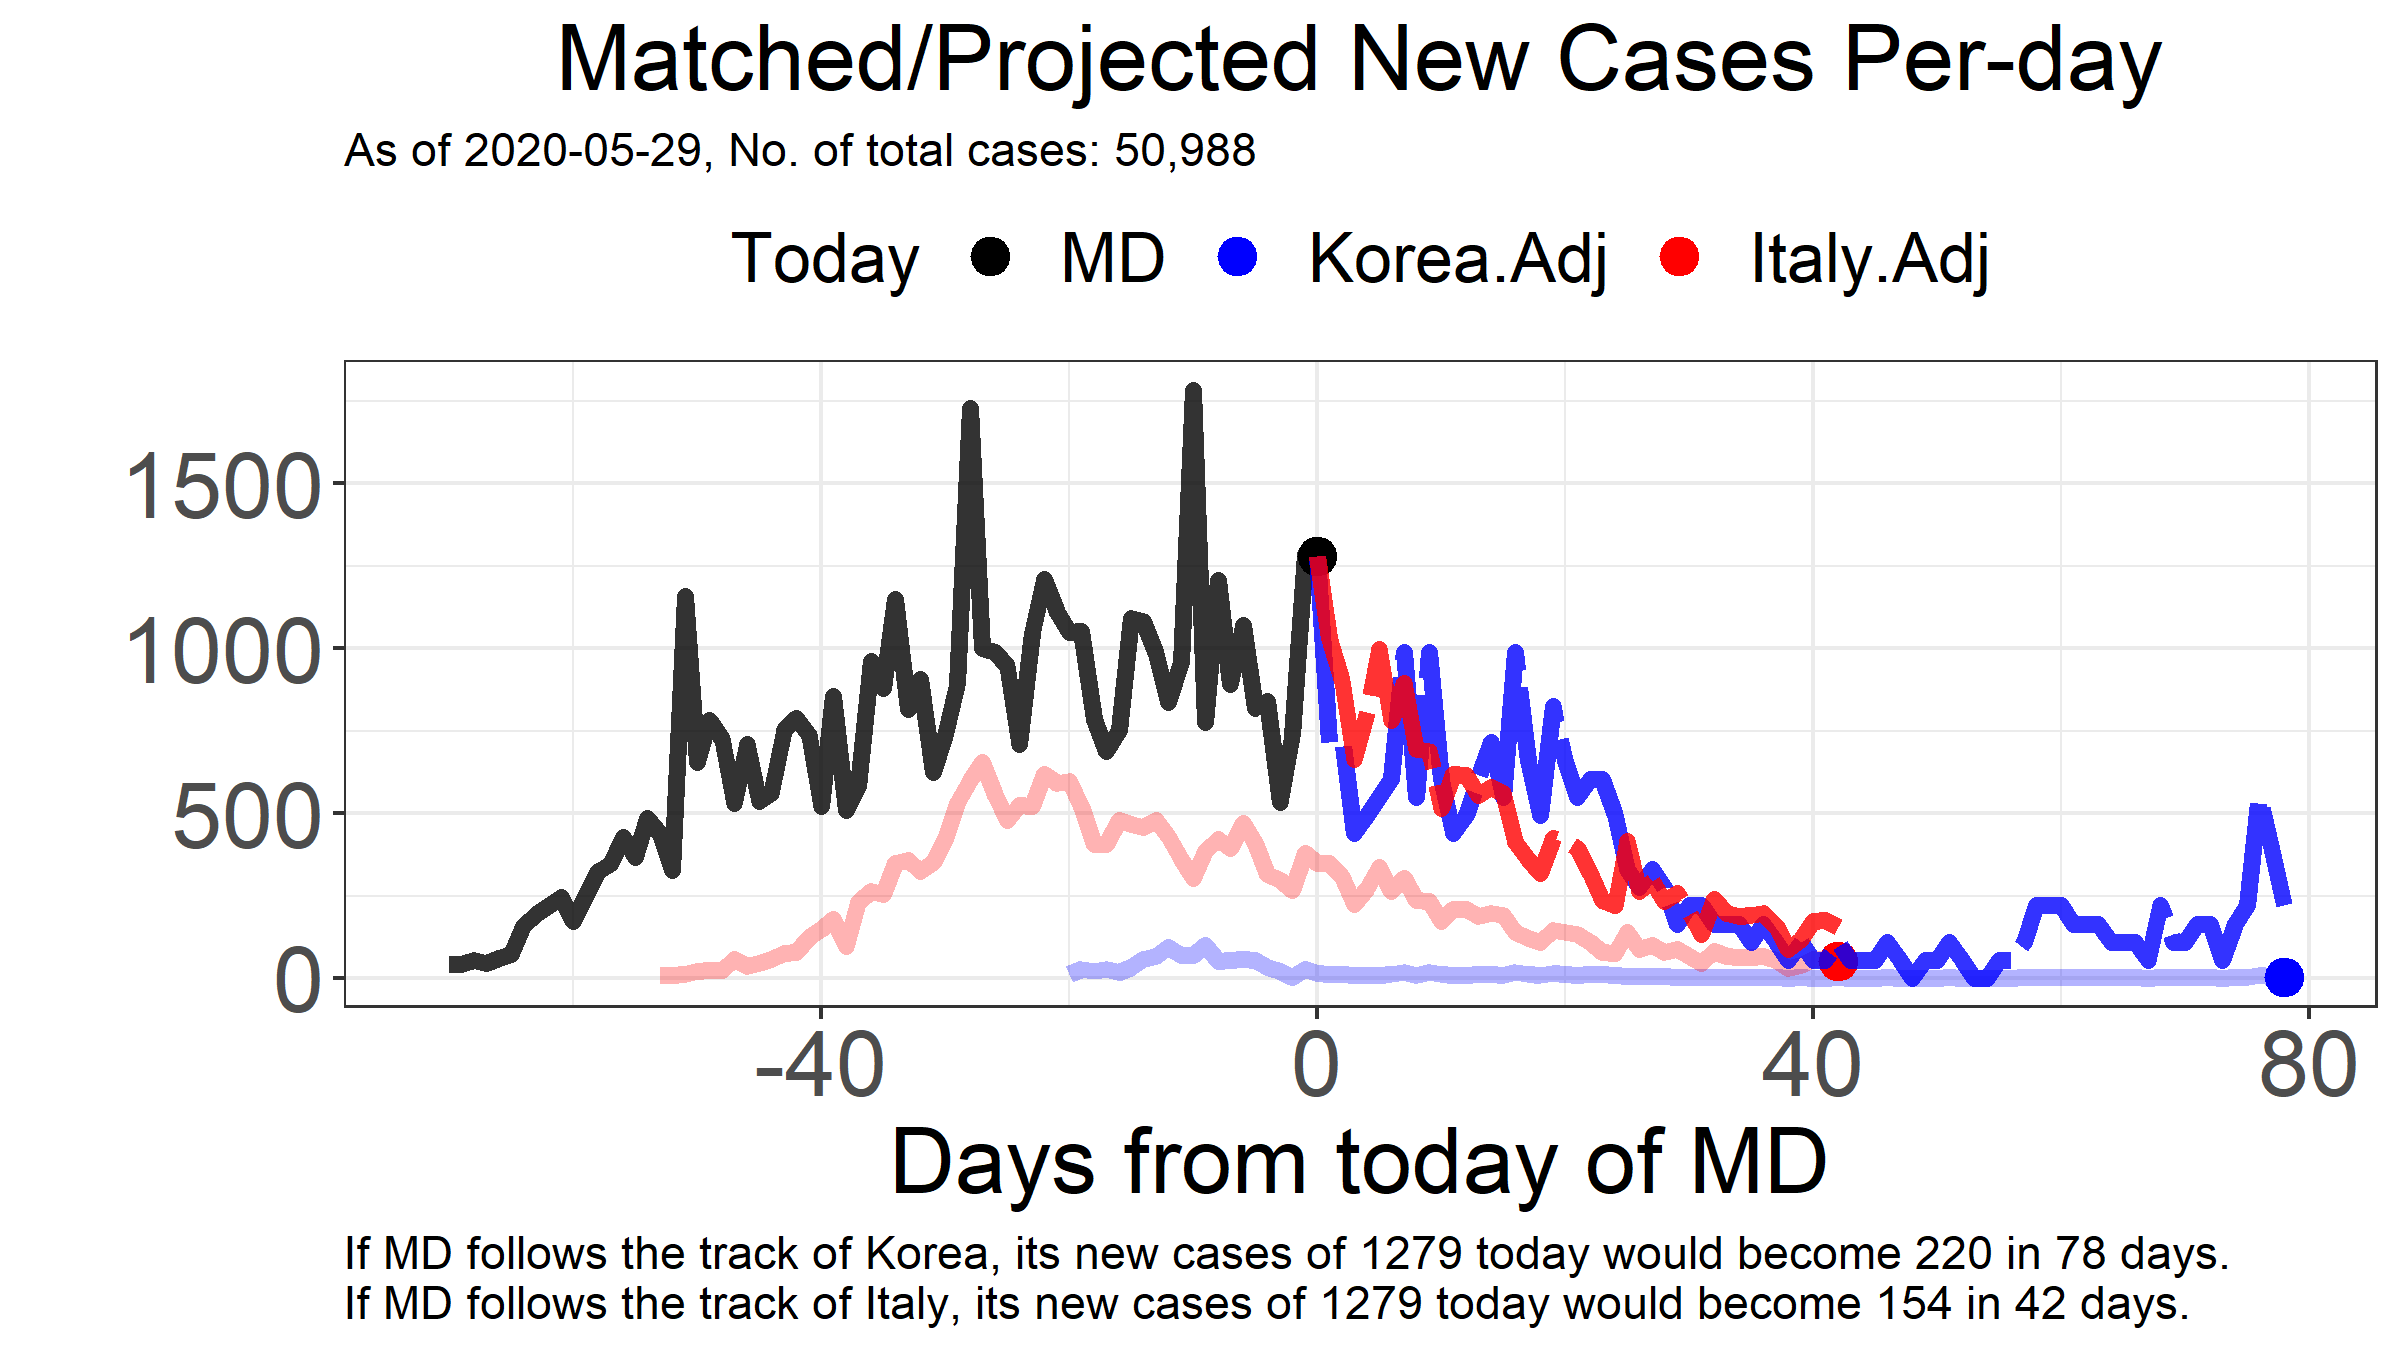 Matched/Projected New Cases Per-day
As of 2020-05-29, No. of total cases: 50,988
Today MD Korea.Adj Italy.Adj
1500
1000
500
0
-40 0 40 80
Days from today of MD
If MD follows the track of Korea, its new cases of 1279 today would become 220 in 78 days.
If MD follows the track of Italy, its new cases of 1279 today would become 154 in 42 days.